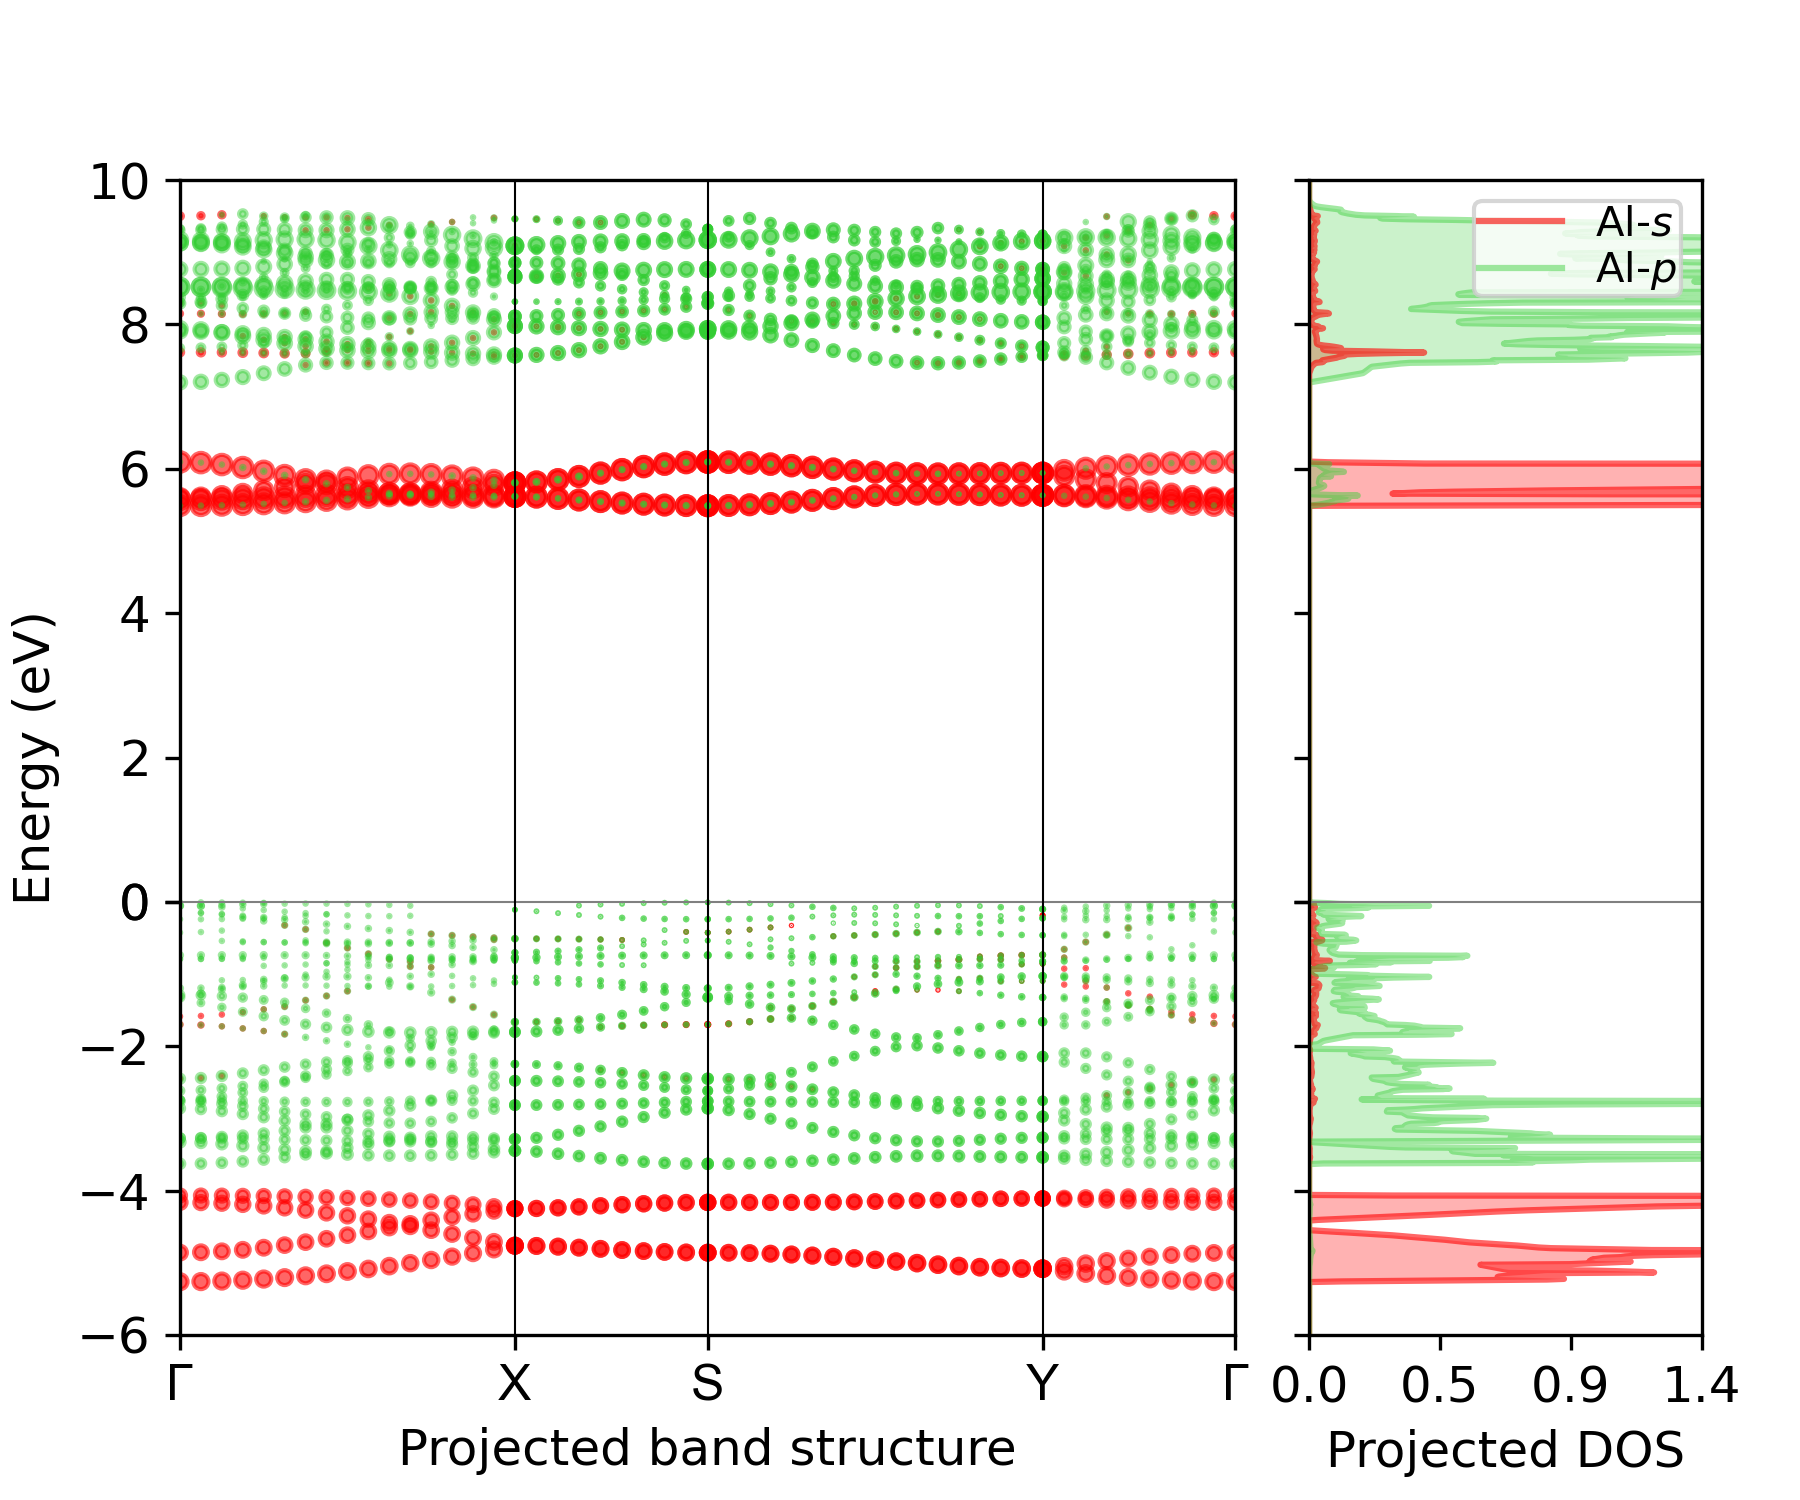 10
8
6
4
2
0
−2
−4
−6
Energy (eV)
Γ X S Y Γ
Projected band structure
Al-s
Al-p
0.0 0.5 0.9 1.4
Projected DOS